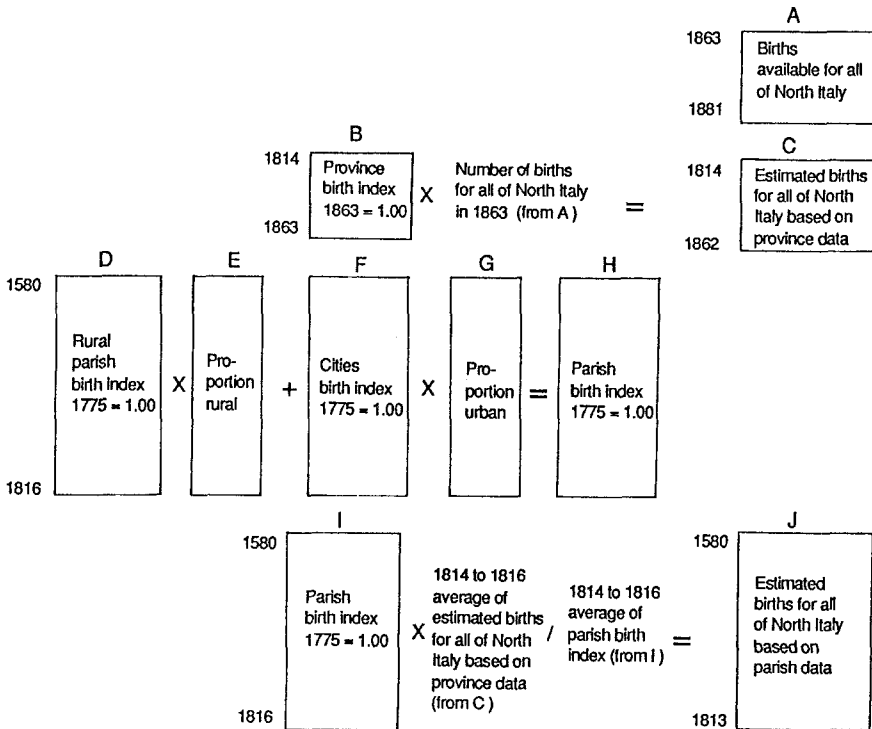 A
1863
Births
available for all
of North Italy
1881
B
C
1814
Province
birth index
1863 = 1.00
1863
X
Number of births
for all of North Italy
in 1863 (from A)
=
1814
Estimated births
for all of North
Italy based on
province data
1862
D
E
F
G
H
1580
Rural
parish
birth index
1775 = 1.00
1816
X
Pro-
portion
rural
+
Cities
birth index
1775 = 1.00
X
Pro-
portion
urban
=
Parish
birth index
1775 = 1.00
I
J
1580
Parish
birth index
1775 = 1.00
1816
X
1814 to 1816
average of
estimated births
for all of North
Italy based on
province data
(from C)
/
1814 to 1816
average of
parish birth
index (from I)
=
1580
Estimated
births for all
of North Italy
based on
parish data
1813